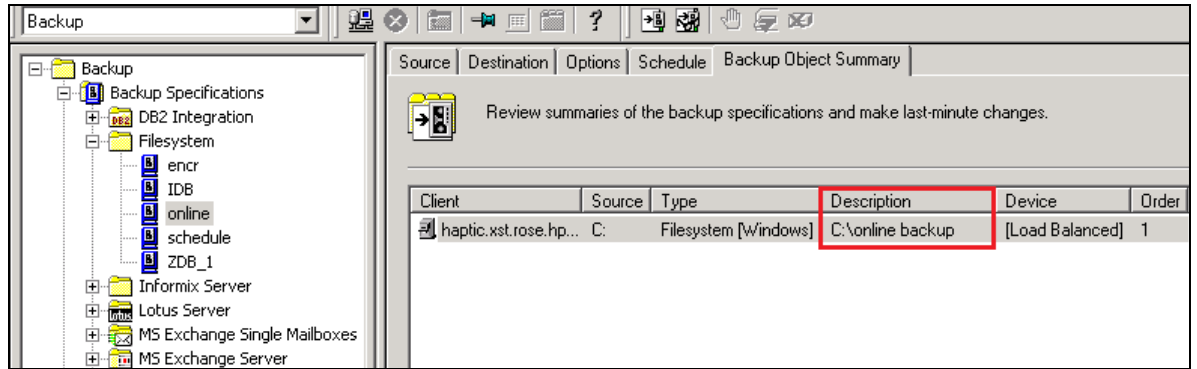 Backup
?
Backup
Backup Specifications
DB2 Integration
Filesystem
encr
IDB
online
schedule
ZDB_1
Informix Server
Lotus Server
MS Exchange Single Mailboxes
MS Exchange Server
Source Destination Options Schedule Backup Object Summary
Review summaries of the backup specifications and make last-minute changes.
Client Source Type Description Device Order
haptic.xst.rose.hp... C: Filesystem [Windows] C:\online backup [Load Balanced] 1